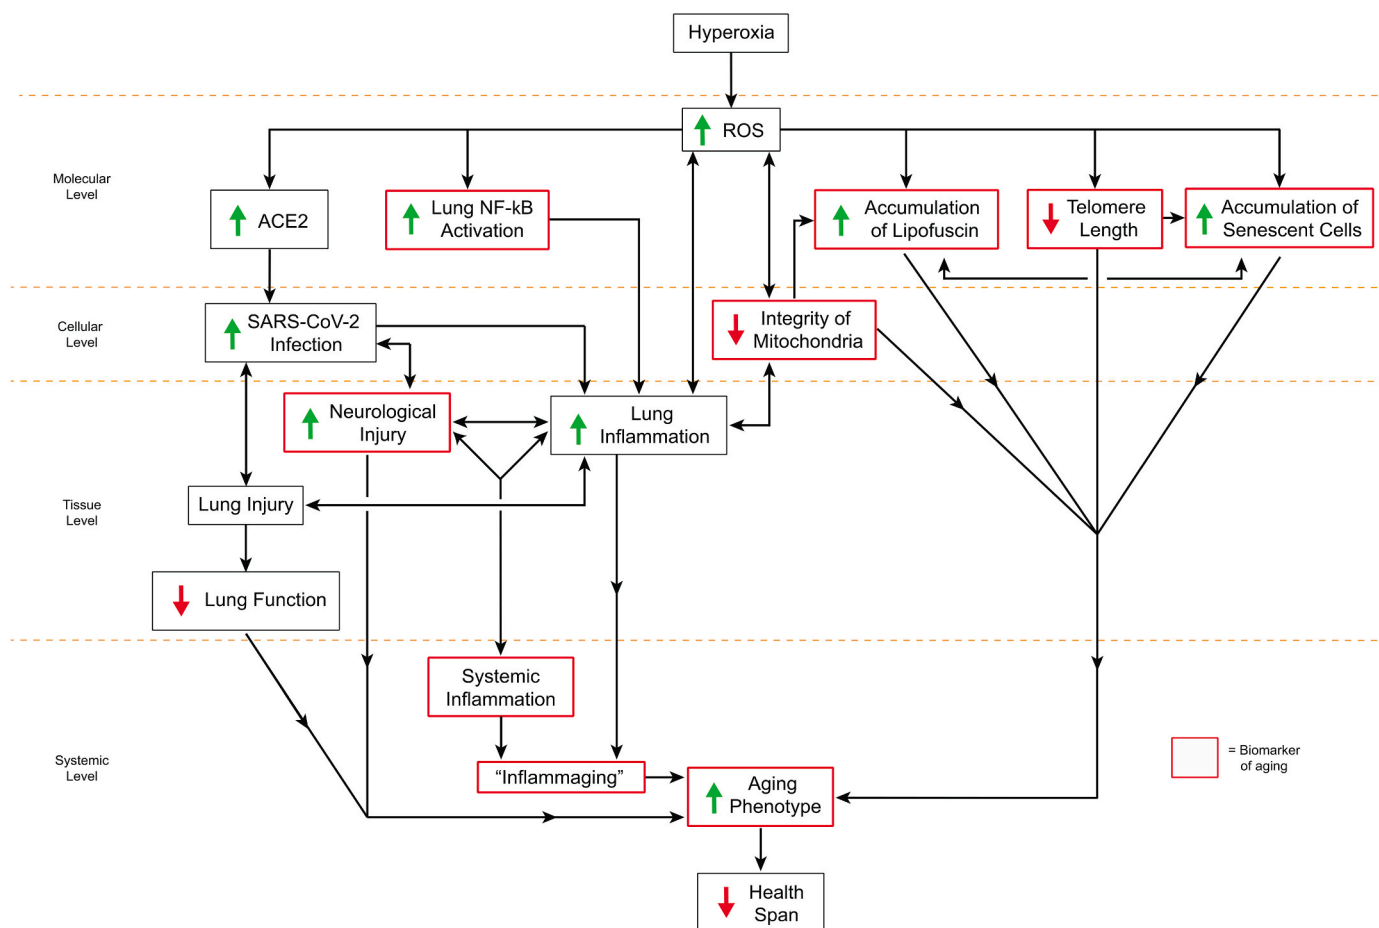 Hyperoxia
ROS
Molecular
Level
ACE2
Lung NF-kB
Activation
Accumulation
of Lipofuscin
Telomere
Length
Accumulation of
Senescent Cells
Cellular
Level
SARS-CoV-2
Infection
Integrity of
Mitochondria
Neurological
Injury
Lung
Inflammation
Tissue
Level
Lung Injury
Lung Function
Systemic
Inflammation
Systemic
Level
“Inflammaging”
Aging
Phenotype
= Biomarker
of aging
Health
Span